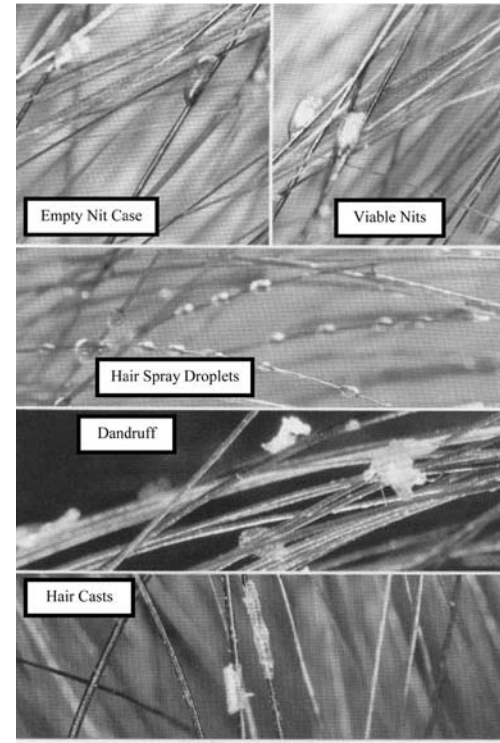 Empty Nit Case
Viable Nits
Hair Spray Droplets
Dandruff
Hair Casts